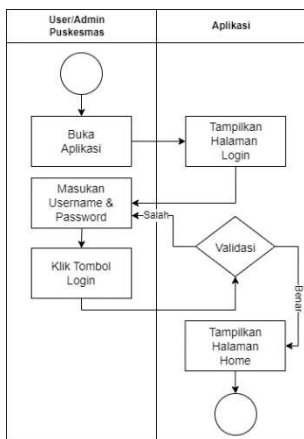 User/Admin
Puskesmas
Aplikasi
Buka
Aplikasi
Tampilkan
Halaman
Login
Masukan
Username &
Password
Salah
Validasi
Klik Tombol
Login
Benar
Tampilkan
Halaman
Home